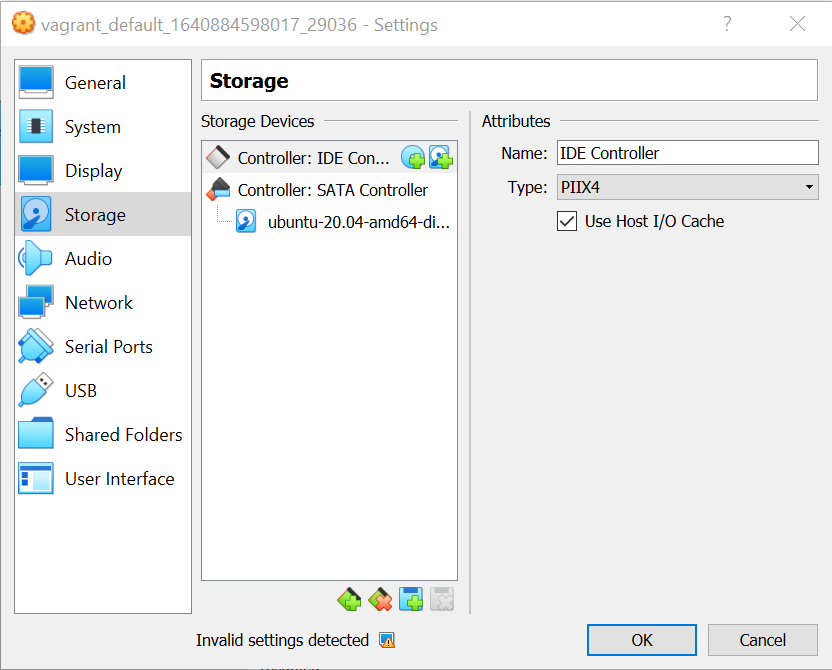 vagrant_default_1640884598017_29036 - Settings
?
General
System
Display
Storage
Audio
Network
Serial Ports
USB
Shared Folders
User Interface
Storage
Storage Devices
Controller: IDE Con...
Controller: SATA Controller
ubuntu-20.04-amd64-di...
Attributes
Name: IDE Controller
Type: PIIX4
Use Host I/O Cache
Invalid settings detected
OK
Cancel